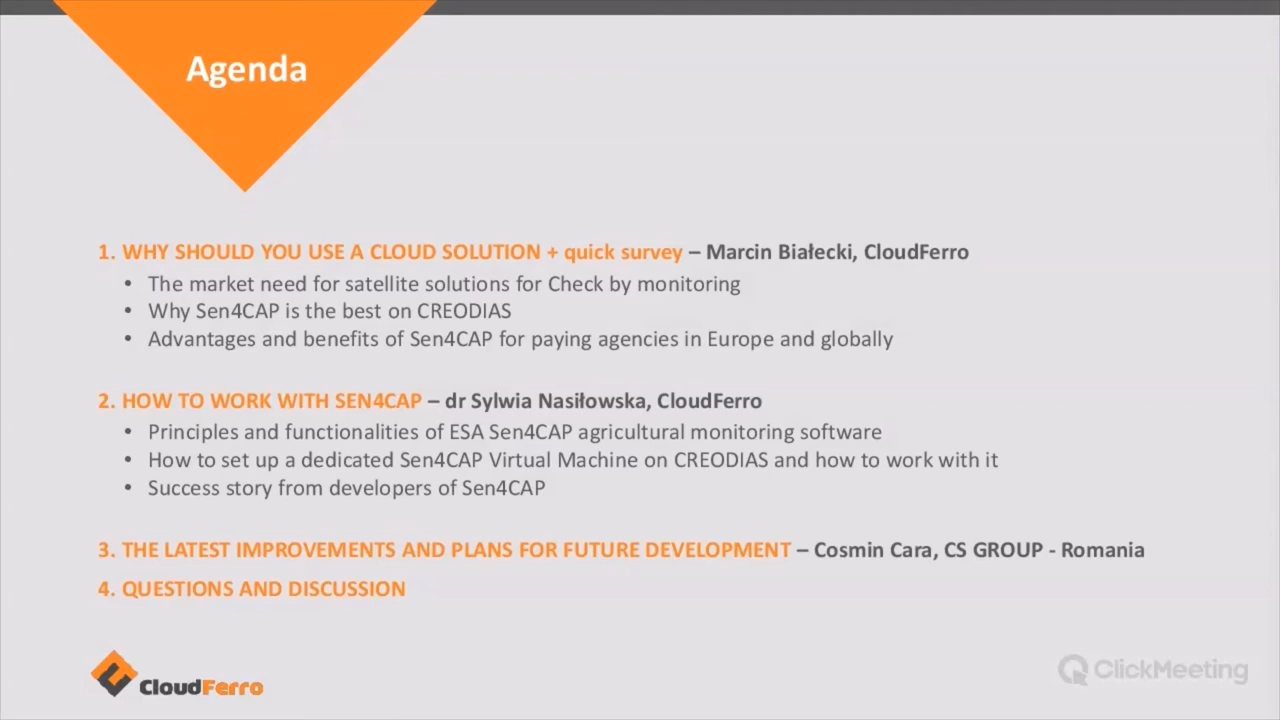 Agenda
1. WHY SHOULD YOU USE A CLOUD SOLUTION + quick survey – Marcin Białecki, CloudFerro
• The market need for satellite solutions for Check by monitoring
• Why Sen4CAP is the best on CREODIAS
• Advantages and benefits of Sen4CAP for paying agencies in Europe and globally
2. HOW TO WORK WITH SEN4CAP – dr Sylwia Nasiłowska, CloudFerro
• Principles and functionalities of ESA Sen4CAP agricultural monitoring software
• How to set up a dedicated Sen4CAP Virtual Machine on CREODIAS and how to work with it
• Success story from developers of Sen4CAP
3. THE LATEST IMPROVEMENTS AND PLANS FOR FUTURE DEVELOPMENT – Cosmin Cara, CS GROUP - Romania
4. QUESTIONS AND DISCUSSION
CloudFerro
ClickMeeting